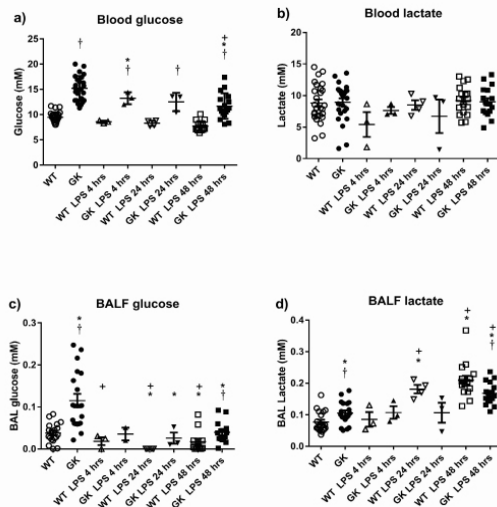 a)
Blood glucose
Glucose (mM)
25
20
15
10
5
0
†
*
†
†
+
*
†
WT
GK
WT LPS 4 hrs
GK LPS 4 hrs
WT LPS 24 hrs
GK LPS 24 hrs
WT LPS 48 hrs
GK LPS 48 hrs
b)
Blood lactate
Lactate (mM)
20
15
10
5
0
WT
GK
WT LPS 4 hrs
GK LPS 4 hrs
WT LPS 24 hrs
GK LPS 24 hrs
WT LPS 48 hrs
GK LPS 48 hrs
c)
BALF glucose
BAL glucose (mM)
0.3
0.2
0.1
0.0
*
†
+
+
*
*
+
*
*
†
WT
GK
WT LPS 4 hrs
GK LPS 4 hrs
WT LPS 24 hrs
GK LPS 24 hrs
WT LPS 48 hrs
GK LPS 48 hrs
d)
BALF lactate
BAL Lactate (mM)
0.4
0.3
0.2
0.1
0.0
*
†
+
*
+
*
+
*
†
WT
GK
WT LPS 4 hrs
GK LPS 4 hrs
WT LPS 24 hrs
GK LPS 24 hrs
WT LPS 48 hrs
GK LPS 48 hrs